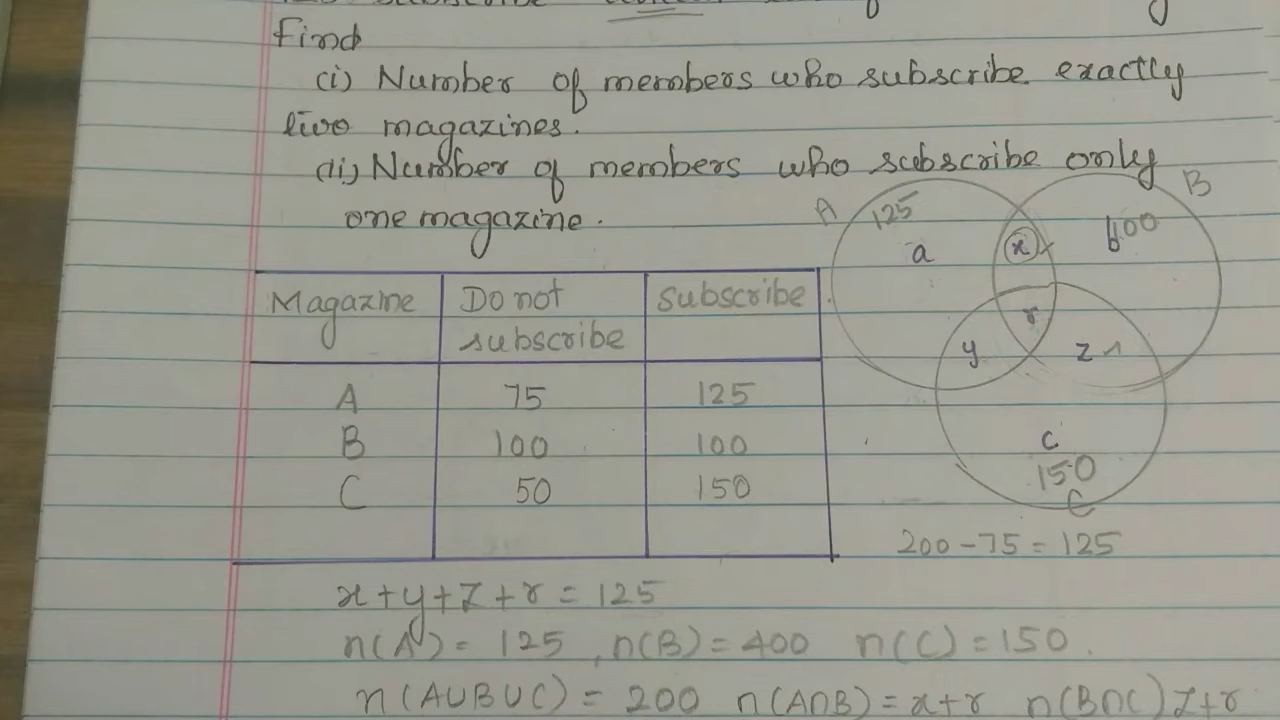 Find
(i) Number of members who subscribe exactly
two magazines.
(ii) Number of members who subscribe only
one magazine.
A 125 a x 600 B
r
y z
c
150
C
Magazine Do not subscribe subscribe
A 75 125
B 100 100
C 50 150
200 - 75 = 125
x + y + z + r = 125
n(A) = 125 , n(B) = 400 n(C) = 150.
n(A∪B∪C) = 200 n(A∩B) = x+r n(B∩C) z+r